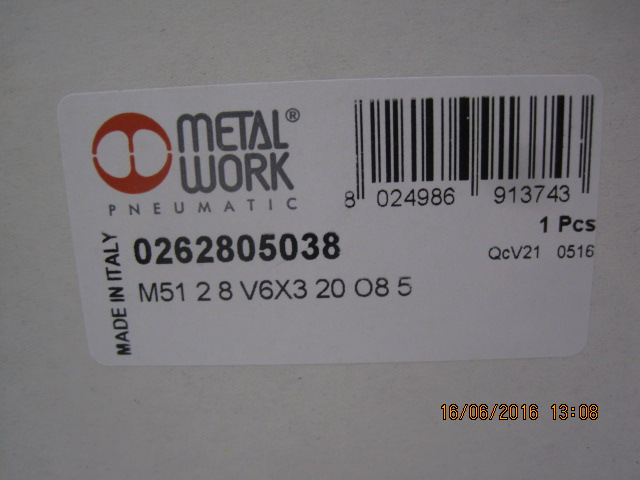 METAL®
WORK
PNEUMATIC
8 024986 913743
1 Pcs
MADE IN ITALY
0262805038
QcV21 0516
M51 2 8 V6X3 20 O8 5
16/06/2016 13:08